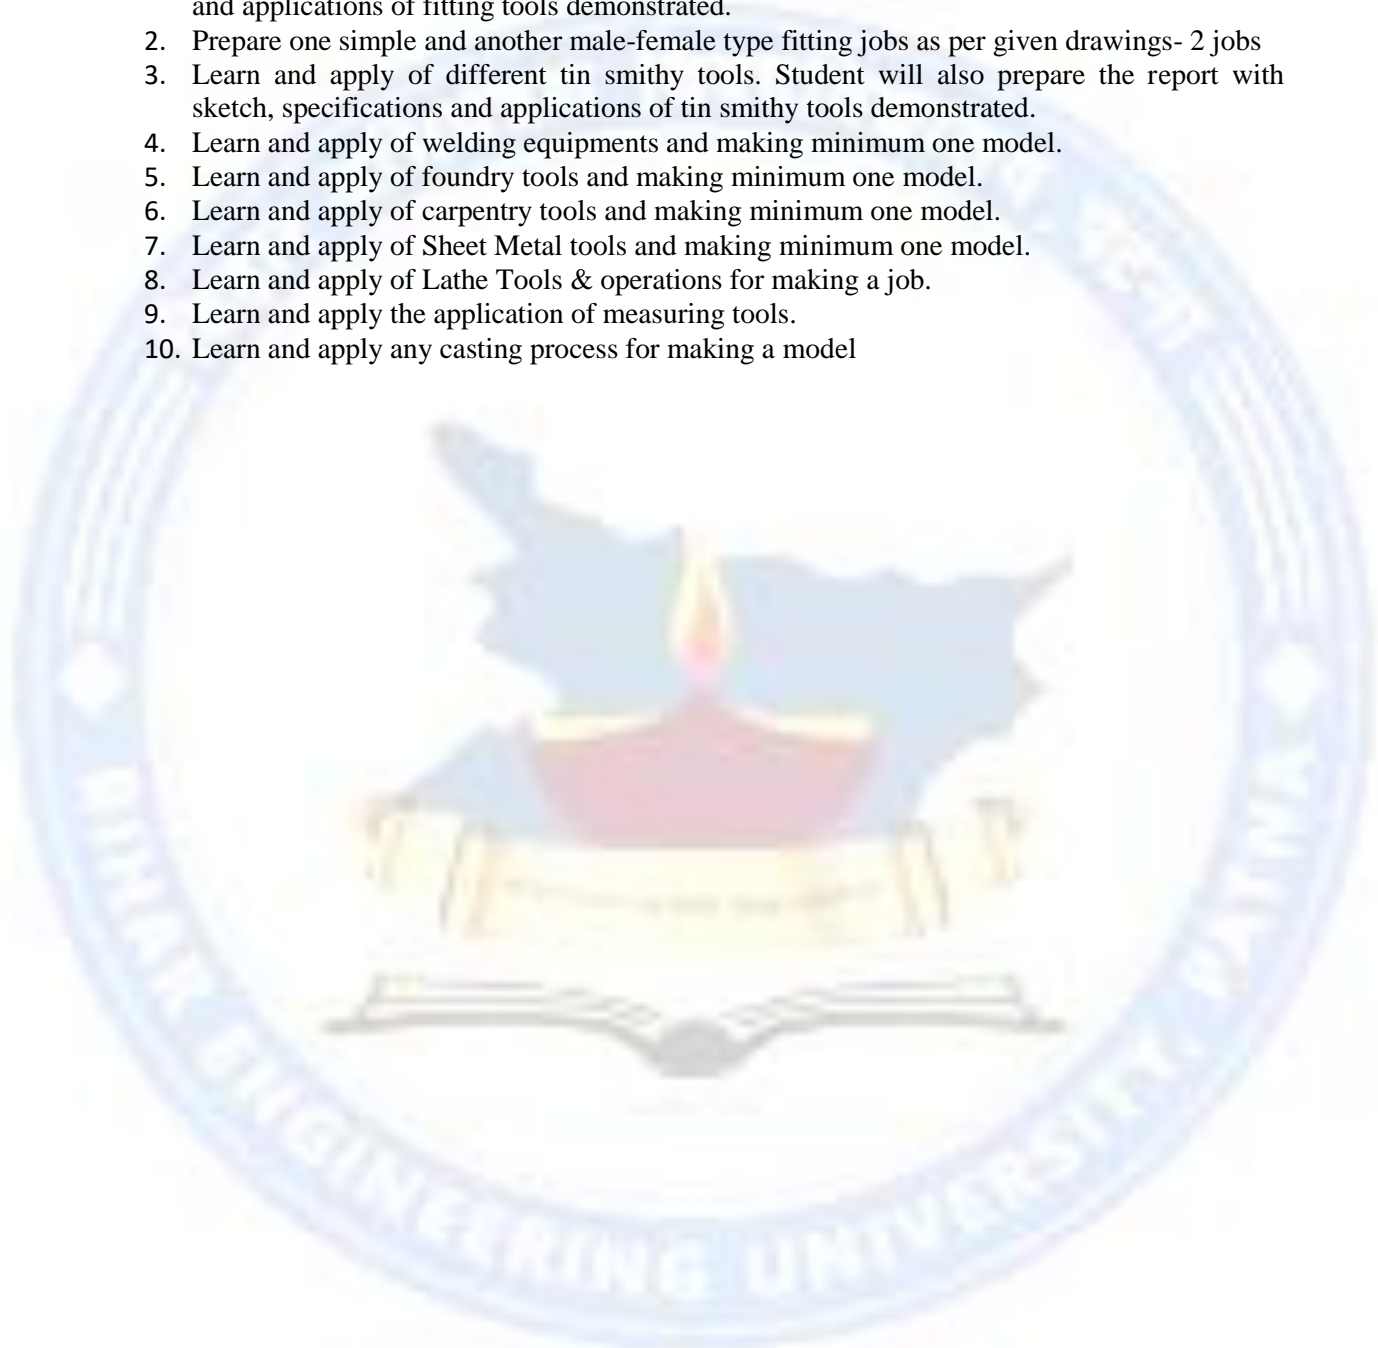 and applications of fitting tools demonstrated.
2. Prepare one simple and another male-female type fitting jobs as per given drawings- 2 jobs
3. Learn and apply of different tin smithy tools. Student will also prepare the report with
sketch, specifications and applications of tin smithy tools demonstrated.
4. Learn and apply of welding equipments and making minimum one model.
5. Learn and apply of foundry tools and making minimum one model.
6. Learn and apply of carpentry tools and making minimum one model.
7. Learn and apply of Sheet Metal tools and making minimum one model.
8. Learn and apply of Lathe Tools & operations for making a job.
9. Learn and apply the application of measuring tools.
10. Learn and apply any casting process for making a model
BIHAR ENGINEERING UNIVERSITY, PATNA